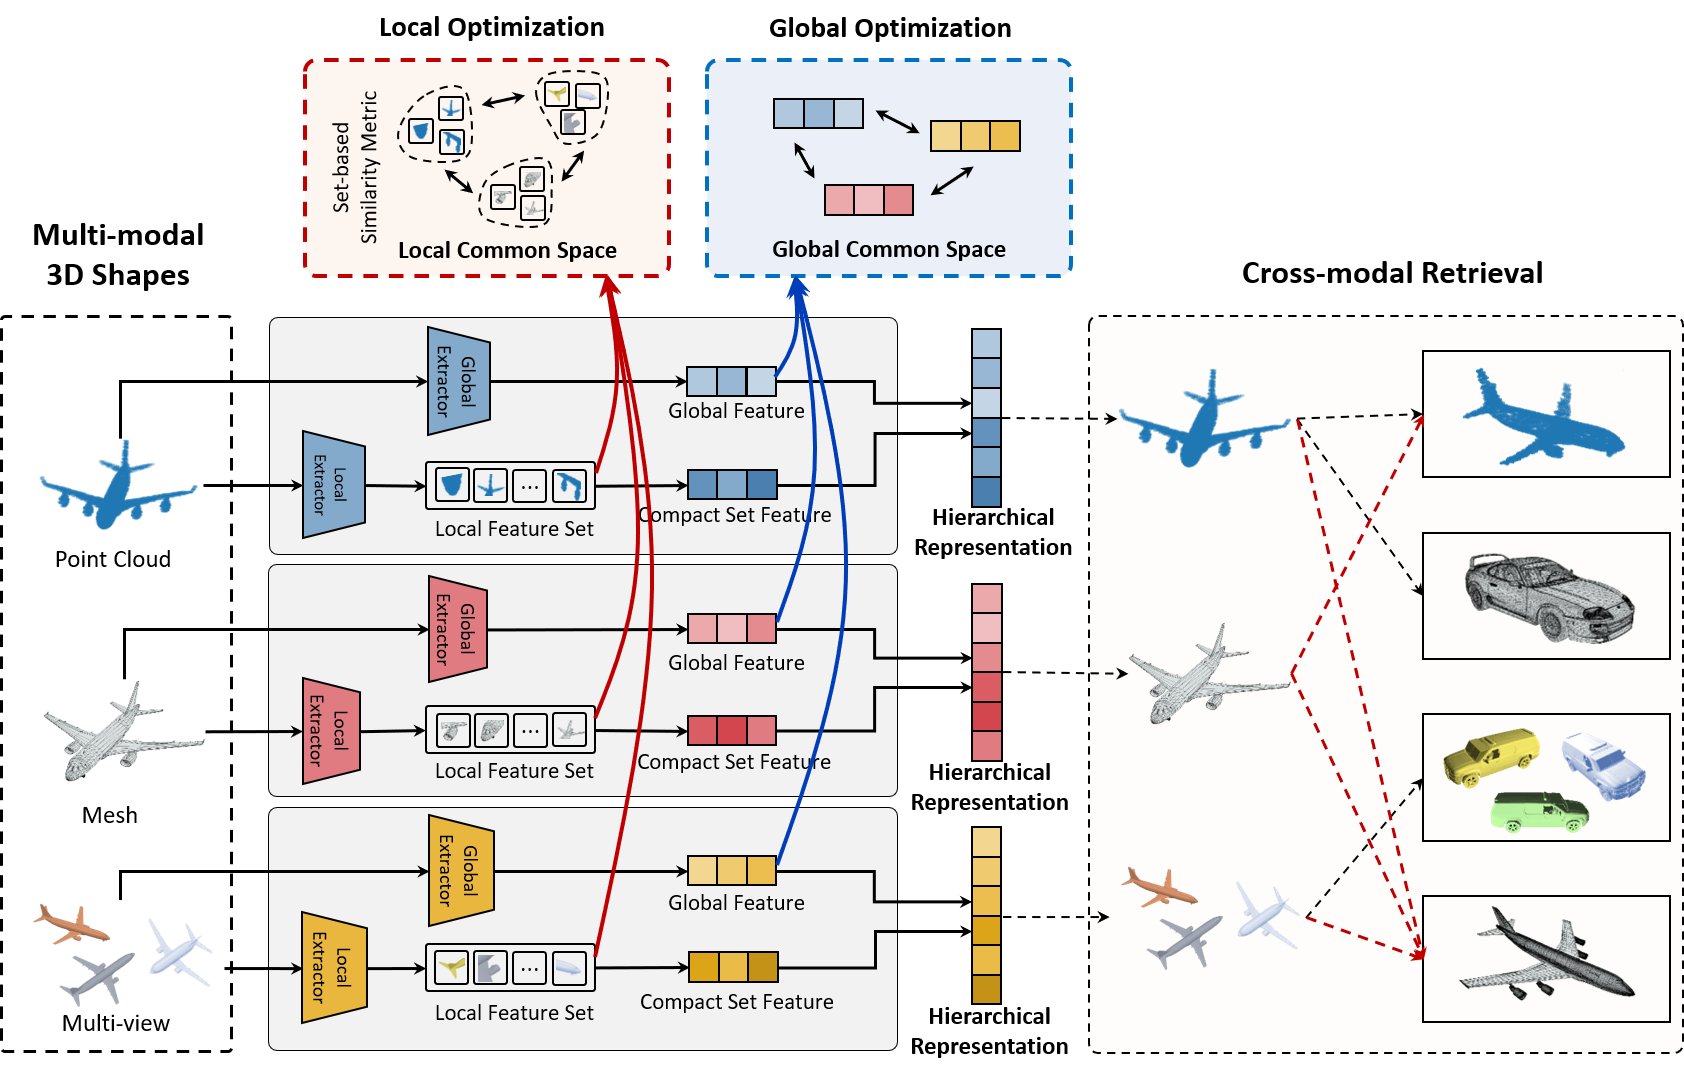 Local Optimization
Global Optimization
Set-based
Similarity Metric
Local Common Space
Global Common Space
Multi-modal
3D Shapes
Cross-modal Retrieval
Global
Extractor
Global Feature
Local
Extractor
...
Local Feature Set
Compact Set Feature
Point Cloud
Hierarchical
Representation
Global
Extractor
Global Feature
Local
Extractor
...
Local Feature Set
Compact Set Feature
Mesh
Hierarchical
Representation
Global
Extractor
Global Feature
Local
Extractor
...
Local Feature Set
Compact Set Feature
Multi-view
Hierarchical
Representation